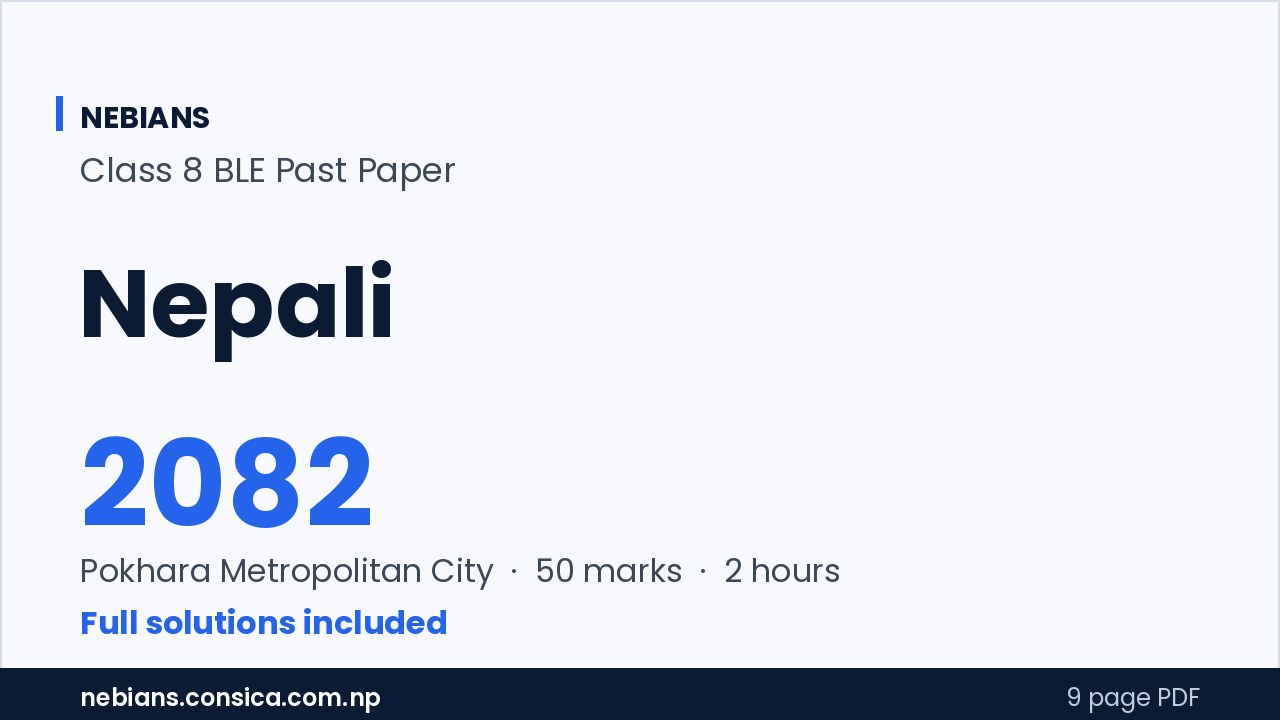 NEBIANS
Class 8 BLE Past Paper
Nepali
2082
Pokhara Metropolitan City · 50 marks · 2 hours
Full solutions included
nebians.consica.com.np
9 page PDF